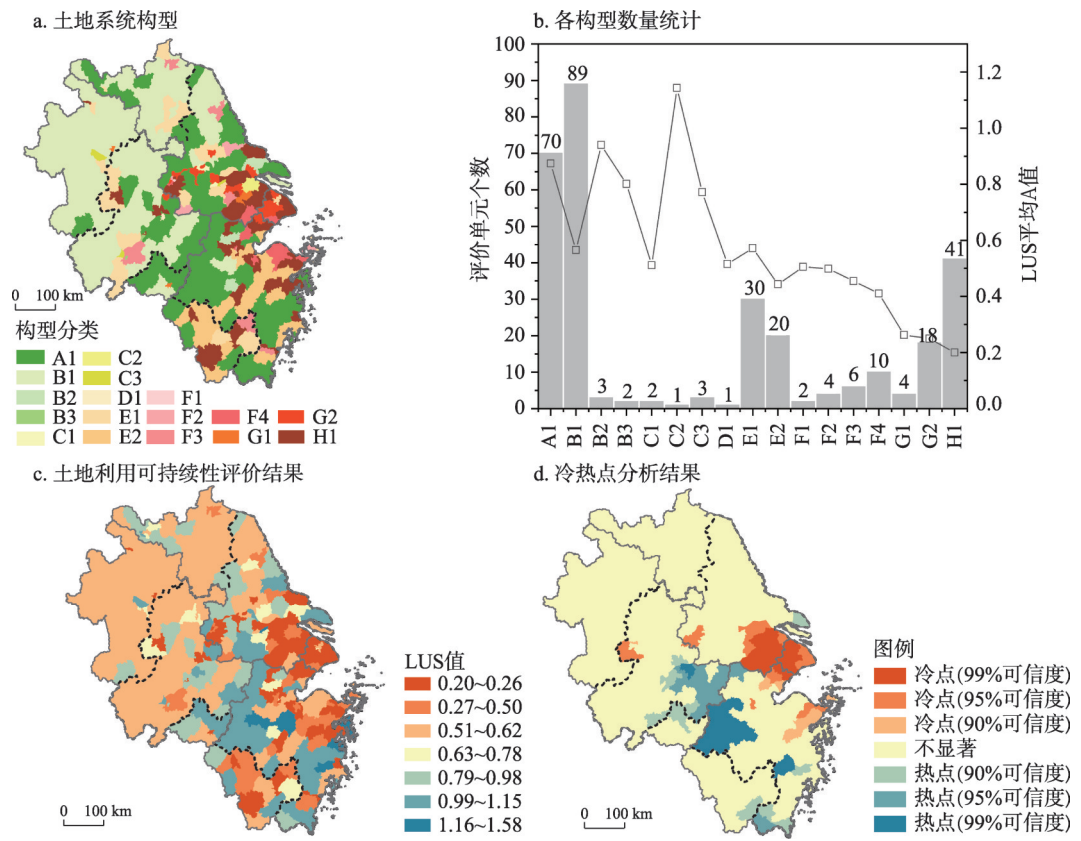 a. 土地系统构型
0 100 km
构型分类
A1
B1
B2
B3
C1
C2
C3
D1
E1
E2
F1
F2
F3
F4
G1
G2
H1
b. 各构型数量统计
评价单元个数
100
90
80
70
60
50
40
30
20
10
0
70
89
3
2
2
1
3
1
30
20
2
4
6
10
4
18
41
A1 B1 B2 B3 C1 C2 C3 D1 E1 E2 F1 F2 F3 F4 G1 G2 H1
1.2
1.0
0.8
0.6
0.4
0.2
0.0
LUS平均A值
c. 土地利用可持续性评价结果
0 100 km
LUS值
0.20~0.26
0.27~0.50
0.51~0.62
0.63~0.78
0.79~0.98
0.99~1.15
1.16~1.58
d. 冷热点分析结果
0 100 km
图例
冷点(99%可信度)
冷点(95%可信度)
冷点(90%可信度)
不显著
热点(90%可信度)
热点(95%可信度)
热点(99%可信度)